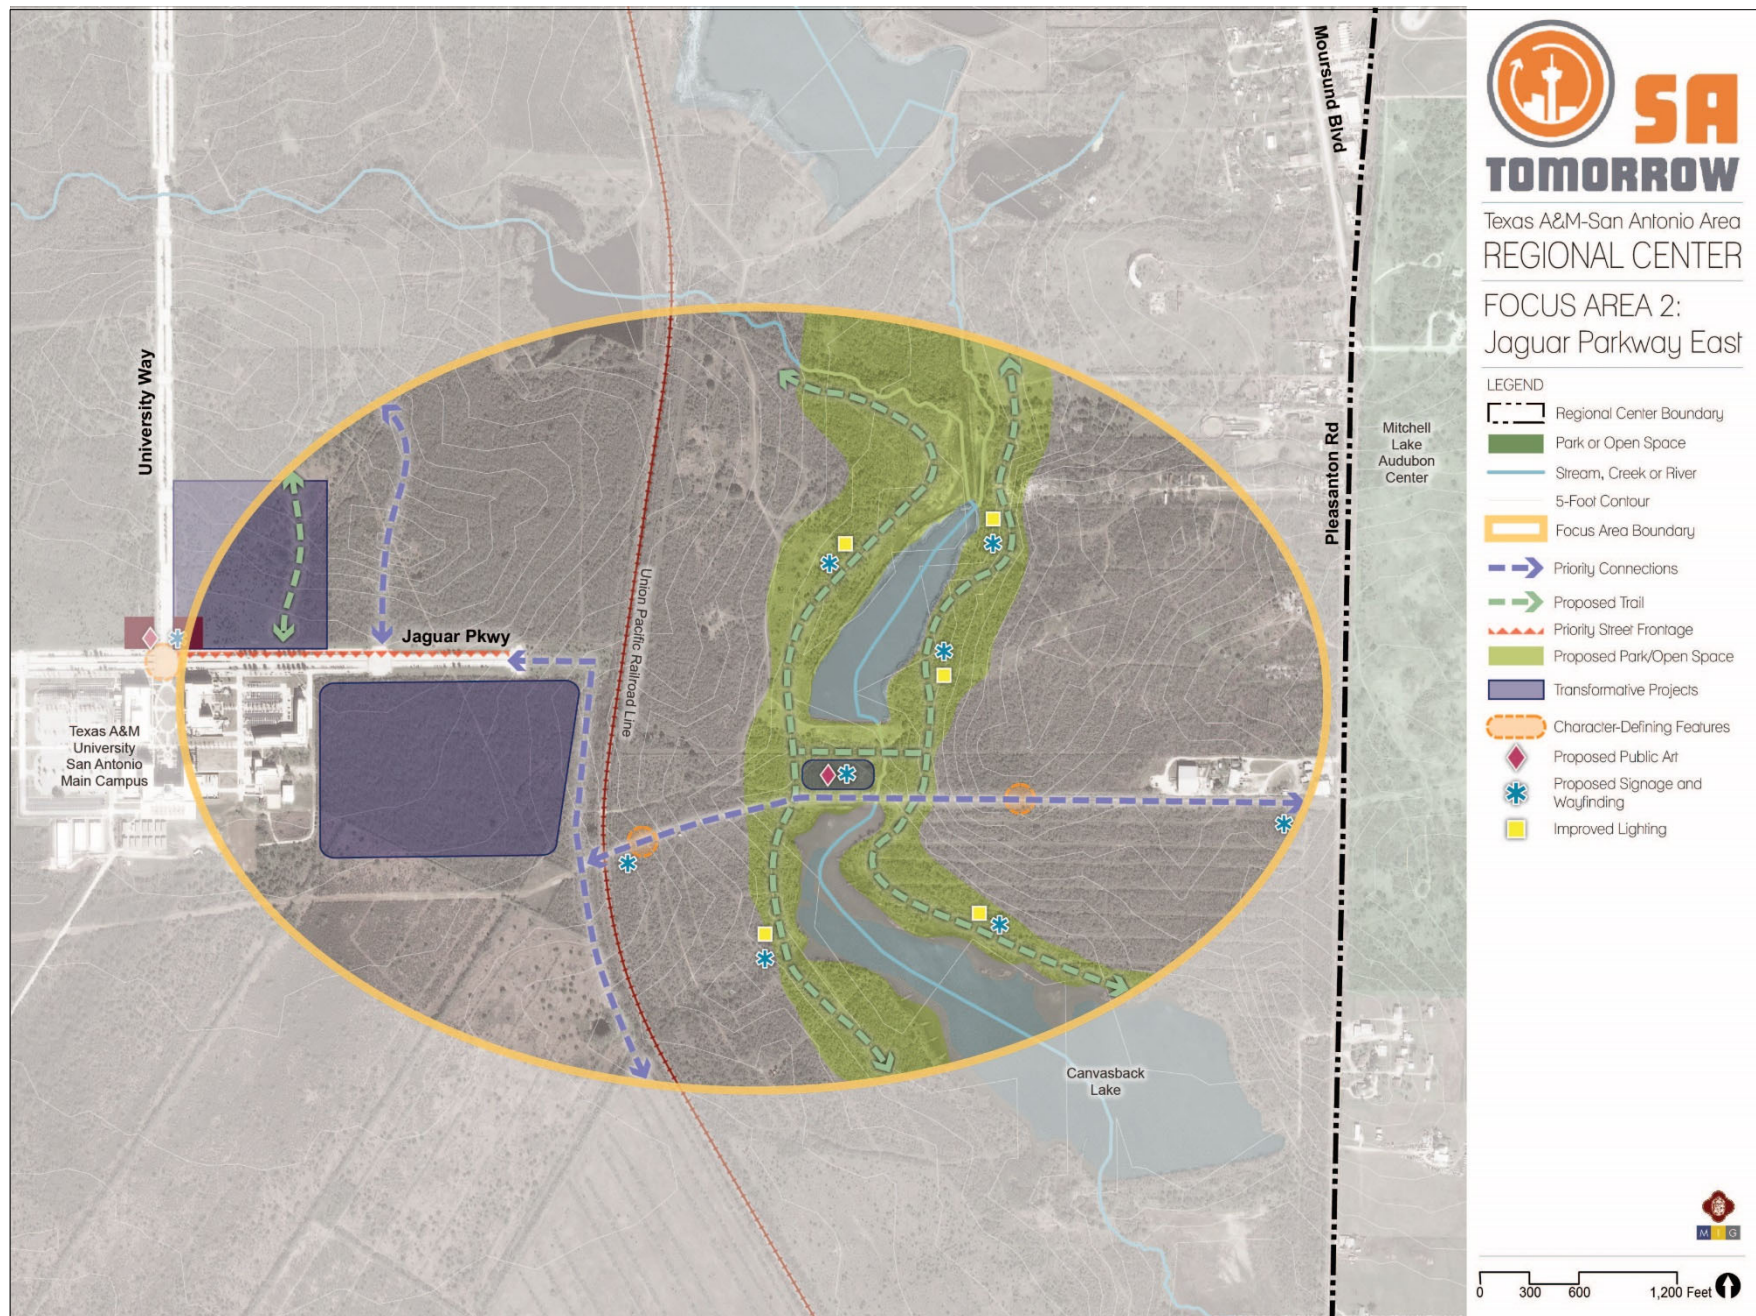 Moursund Blvd
University Way
Pleasanton Rd
Mitchell
Lake
Audubon
Center
Union Pacific Railroad Line
Jaguar Pkwy
Texas A&M
University
San Antonio
Main Campus
Canvasback
Lake
SA
TOMORROW
Texas A&M-San Antonio Area
REGIONAL CENTER
FOCUS AREA 2:
Jaguar Parkway East
LEGEND
Regional Center Boundary
Park or Open Space
Stream, Creek or River
5-Foot Contour
Focus Area Boundary
Priority Connections
Proposed Trail
Priority Street Frontage
Proposed Park/Open Space
Transformative Projects
Character-Defining Features
Proposed Public Art
Proposed Signage and
Wayfinding
Improved Lighting
M I G
0 300 600 1,200 Feet